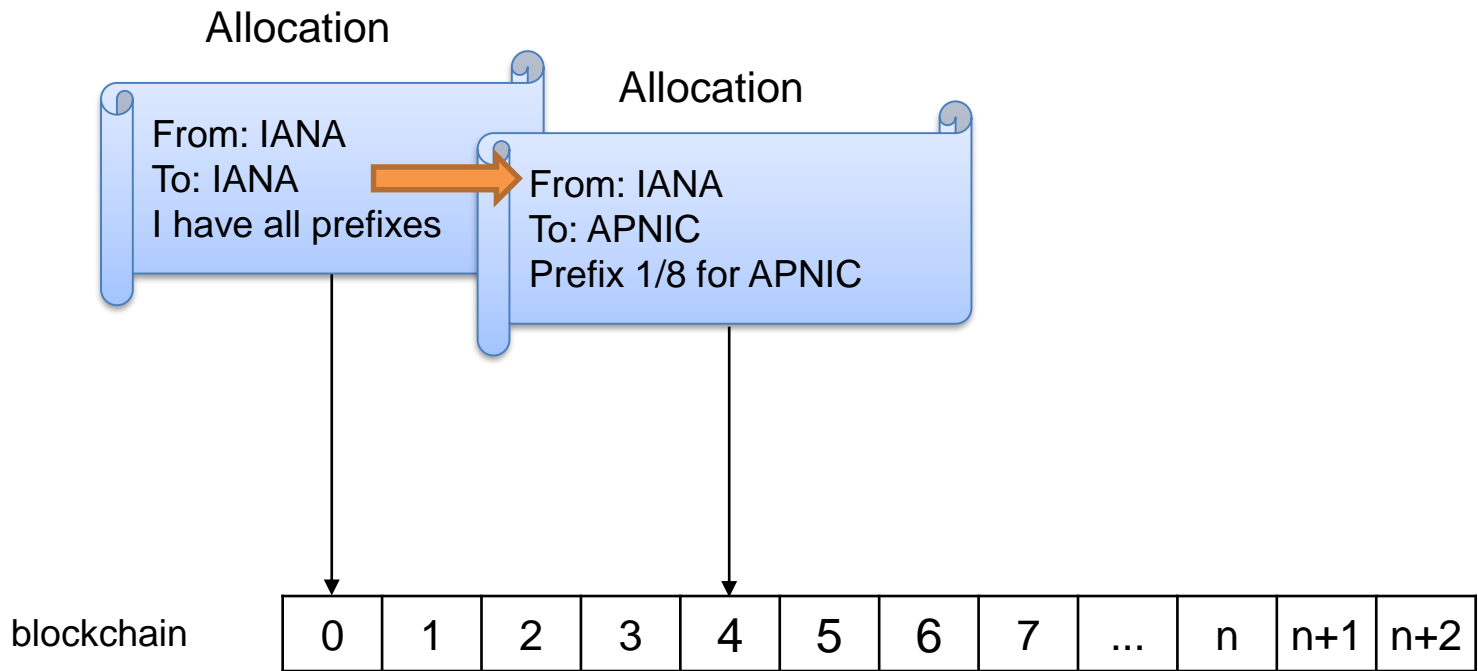 Allocation
From: IANA
To: IANA
I have all prefixes
Allocation
From: IANA
To: APNIC
Prefix 1/8 for APNIC
blockchain 0 1 2 3 4 5 6 7 ... n n+1 n+2